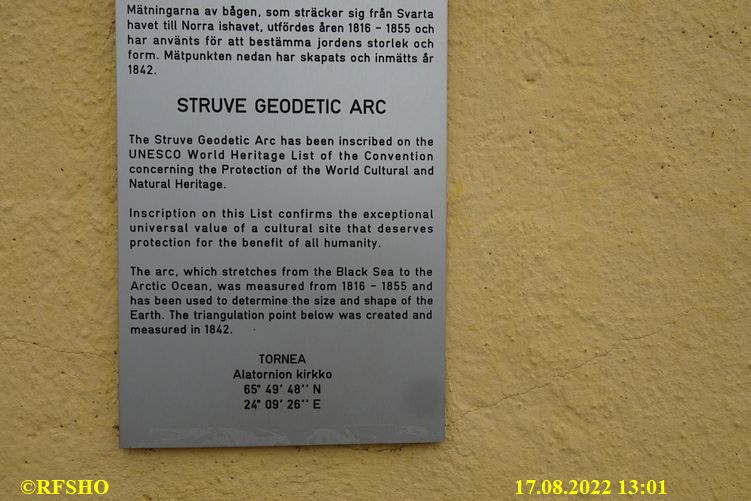 Mätningarna av bågen, som sträcker sig från Svarta
havet till Norra ishavet, utfördes åren 1816 - 1855 och
har använts för att bestämma jordens storlek och
form. Mätpunkten nedan har skapats och inmätts år
1842.
STRUVE GEODETIC ARC
The Struve Geodetic Arc has been inscribed on the
UNESCO World Heritage List of the Convention
concerning the Protection of the World Cultural and
Natural Heritage.
Inscription on this List confirms the exceptional
universal value of a cultural site that deserves
protection for the benefit of all humanity.
The arc, which stretches from the Black Sea to the
Arctic Ocean, was measured from 1816 - 1855 and
has been used to determine the size and shape of the
Earth. The triangulation point below was created and
measured in 1842.
TORNEA
Alatornion kirkko
65° 49' 48'' N
24° 09' 26'' E
©RFSHO
17.08.2022 13:01